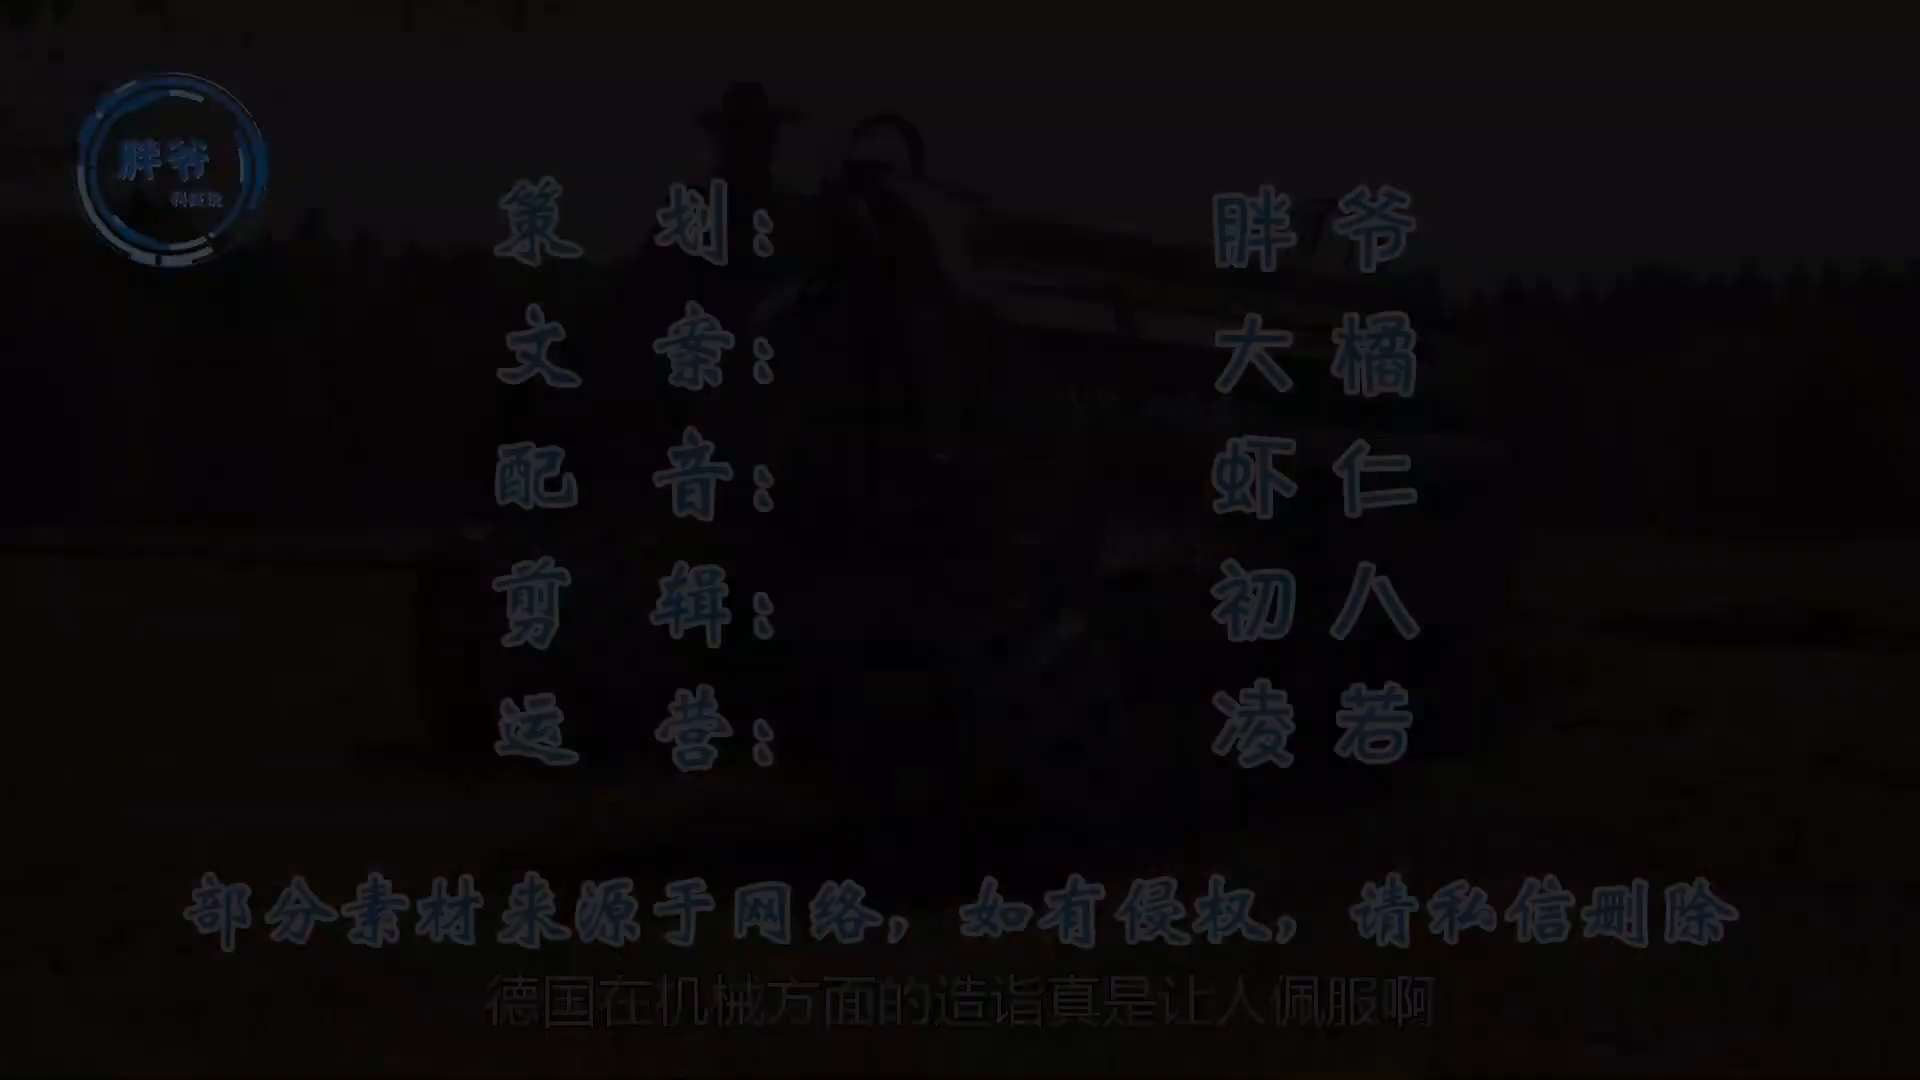 胖爷
策 划： 胖 爷
文 案： 大 橘
配 音： 虾 仁
剪 辑： 初 八
运 营： 凌 若
部分素材来源于网络，如有侵权，请私信删除
德国在机械方面的造诣真是让人佩服啊